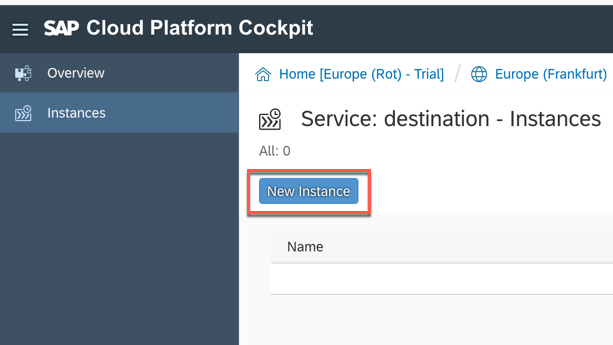 SAP Cloud Platform Cockpit
Overview
Instances
Home [Europe (Rot) - Trial] / Europe (Frankfurt)
Service: destination - Instances
All: 0
New Instance
Name